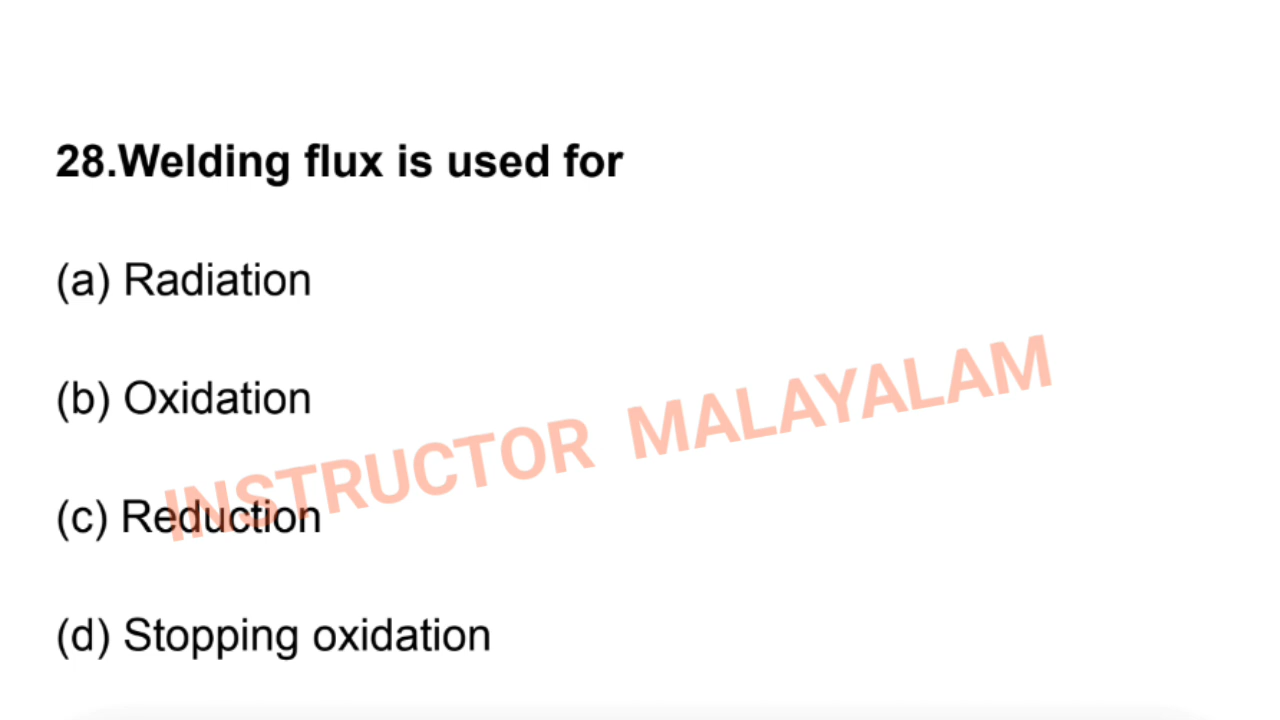 28.Welding flux is used for
(a) Radiation
(b) Oxidation
INSTRUCTOR MALAYALAM
(c) Reduction
(d) Stopping oxidation